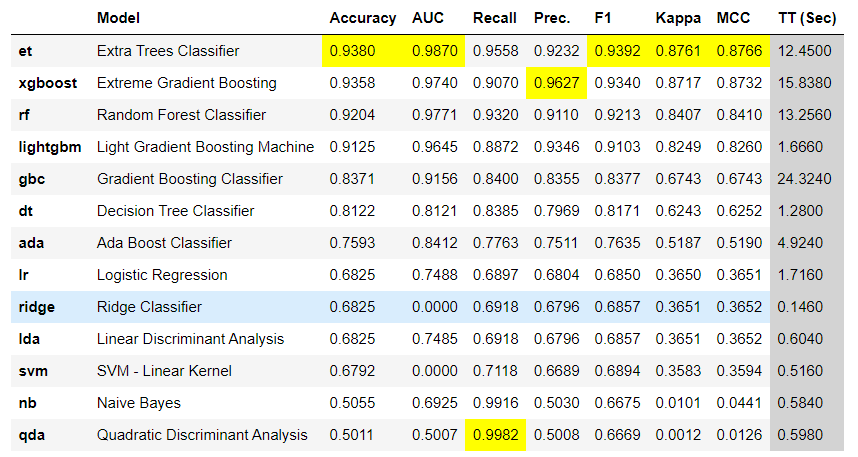 Model Accuracy AUC Recall Prec. F1 Kappa MCC TT (Sec)
et Extra Trees Classifier 0.9380 0.9870 0.9558 0.9232 0.9392 0.8761 0.8766 12.4500
xgboost Extreme Gradient Boosting 0.9358 0.9740 0.9070 0.9627 0.9340 0.8717 0.8732 15.8380
rf Random Forest Classifier 0.9204 0.9771 0.9320 0.9110 0.9213 0.8407 0.8410 13.2560
lightgbm Light Gradient Boosting Machine 0.9125 0.9645 0.8872 0.9346 0.9103 0.8249 0.8260 1.6660
gbc Gradient Boosting Classifier 0.8371 0.9156 0.8400 0.8355 0.8377 0.6743 0.6743 24.3240
dt Decision Tree Classifier 0.8122 0.8121 0.8385 0.7969 0.8171 0.6243 0.6252 1.2800
ada Ada Boost Classifier 0.7593 0.8412 0.7763 0.7511 0.7635 0.5187 0.5190 4.9240
lr Logistic Regression 0.6825 0.7488 0.6897 0.6804 0.6850 0.3650 0.3651 1.7160
ridge Ridge Classifier 0.6825 0.0000 0.6918 0.6796 0.6857 0.3651 0.3652 0.1460
lda Linear Discriminant Analysis 0.6825 0.7485 0.6918 0.6796 0.6857 0.3651 0.3652 0.6040
svm SVM - Linear Kernel 0.6792 0.0000 0.7118 0.6689 0.6894 0.3583 0.3594 0.5160
nb Naive Bayes 0.5055 0.6925 0.9916 0.5030 0.6675 0.0101 0.0441 0.5840
qda Quadratic Discriminant Analysis 0.5011 0.5007 0.9982 0.5008 0.6669 0.0012 0.0126 0.5980